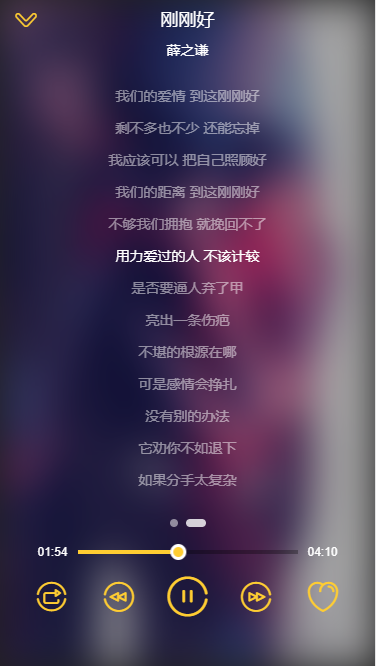 刚刚好
薛之谦
我们的爱情 到这刚刚好
剩不多也不少 还能忘掉
我应该可以 把自己照顾好
我们的距离 到这刚刚好
不够我们拥抱 就挽回不了
用力爱过的人 不该计较
是否要逼人弃了甲
亮出一条伤疤
不堪的根源在哪
可是感情会挣扎
没有别的办法
它劝你不如退下
如果分手太复杂
01:54 04:10